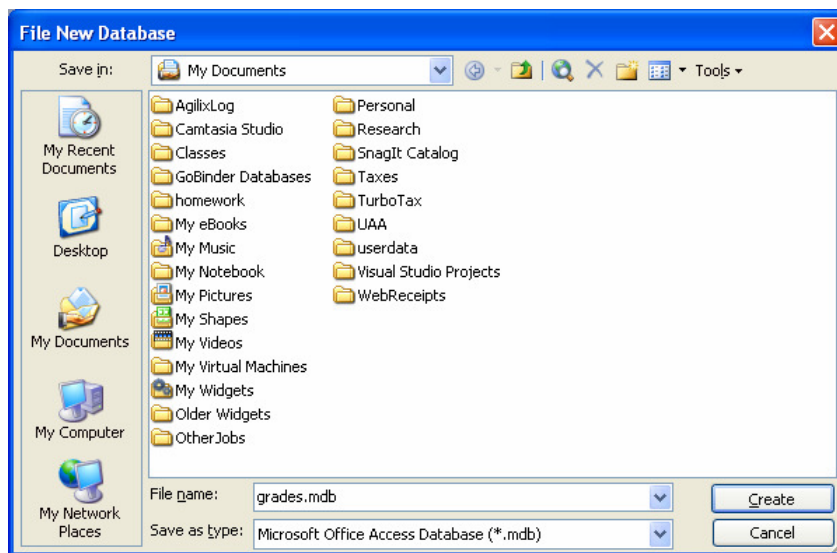 File New Database
Save in:
My Documents
Tools
My Recent
Documents
Desktop
My Documents
My Computer
My Network
Places
AgilixLog
Camtasia Studio
Classes
GoBinder Databases
homework
My eBooks
My Music
My Notebook
My Pictures
My Shapes
My Videos
My Virtual Machines
My Widgets
Older Widgets
OtherJobs
Personal
Research
SnagIt Catalog
Taxes
TurboTax
UAA
userdata
Visual Studio Projects
WebReceipts
File name:
grades.mdb
Create
Save as type:
Microsoft Office Access Database (*.mdb)
Cancel